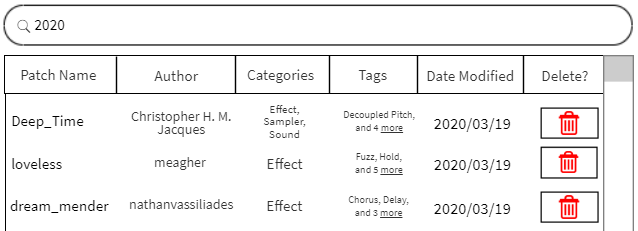 2020
Patch Name Author Categories Tags Date Modified Delete?
Deep_Time Christopher H. M. Jacques Effect, Sampler, Sound Decoupled Pitch, and 4 more 2020/03/19
loveless meagher Effect Fuzz, Hold, and 5 more 2020/03/19
dream_mender nathanvassiliades Effect Chorus, Delay, and 3 more 2020/03/19